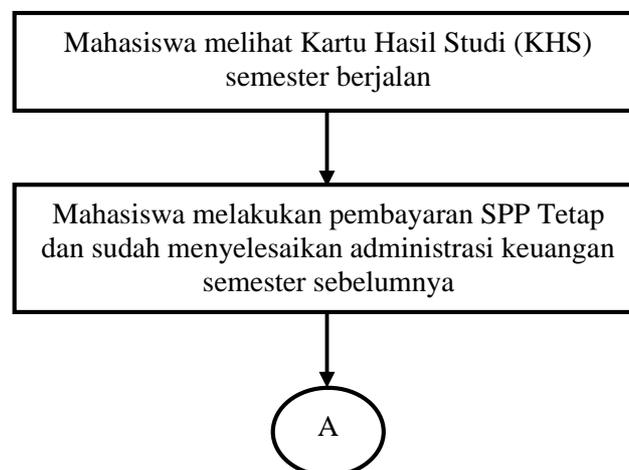 Mahasiswa melihat Kartu Hasil Studi (KHS)
semester berjalan
Mahasiswa melakukan pembayaran SPP Tetap
dan sudah menyelesaikan administrasi keuangan
semester sebelumnya
A